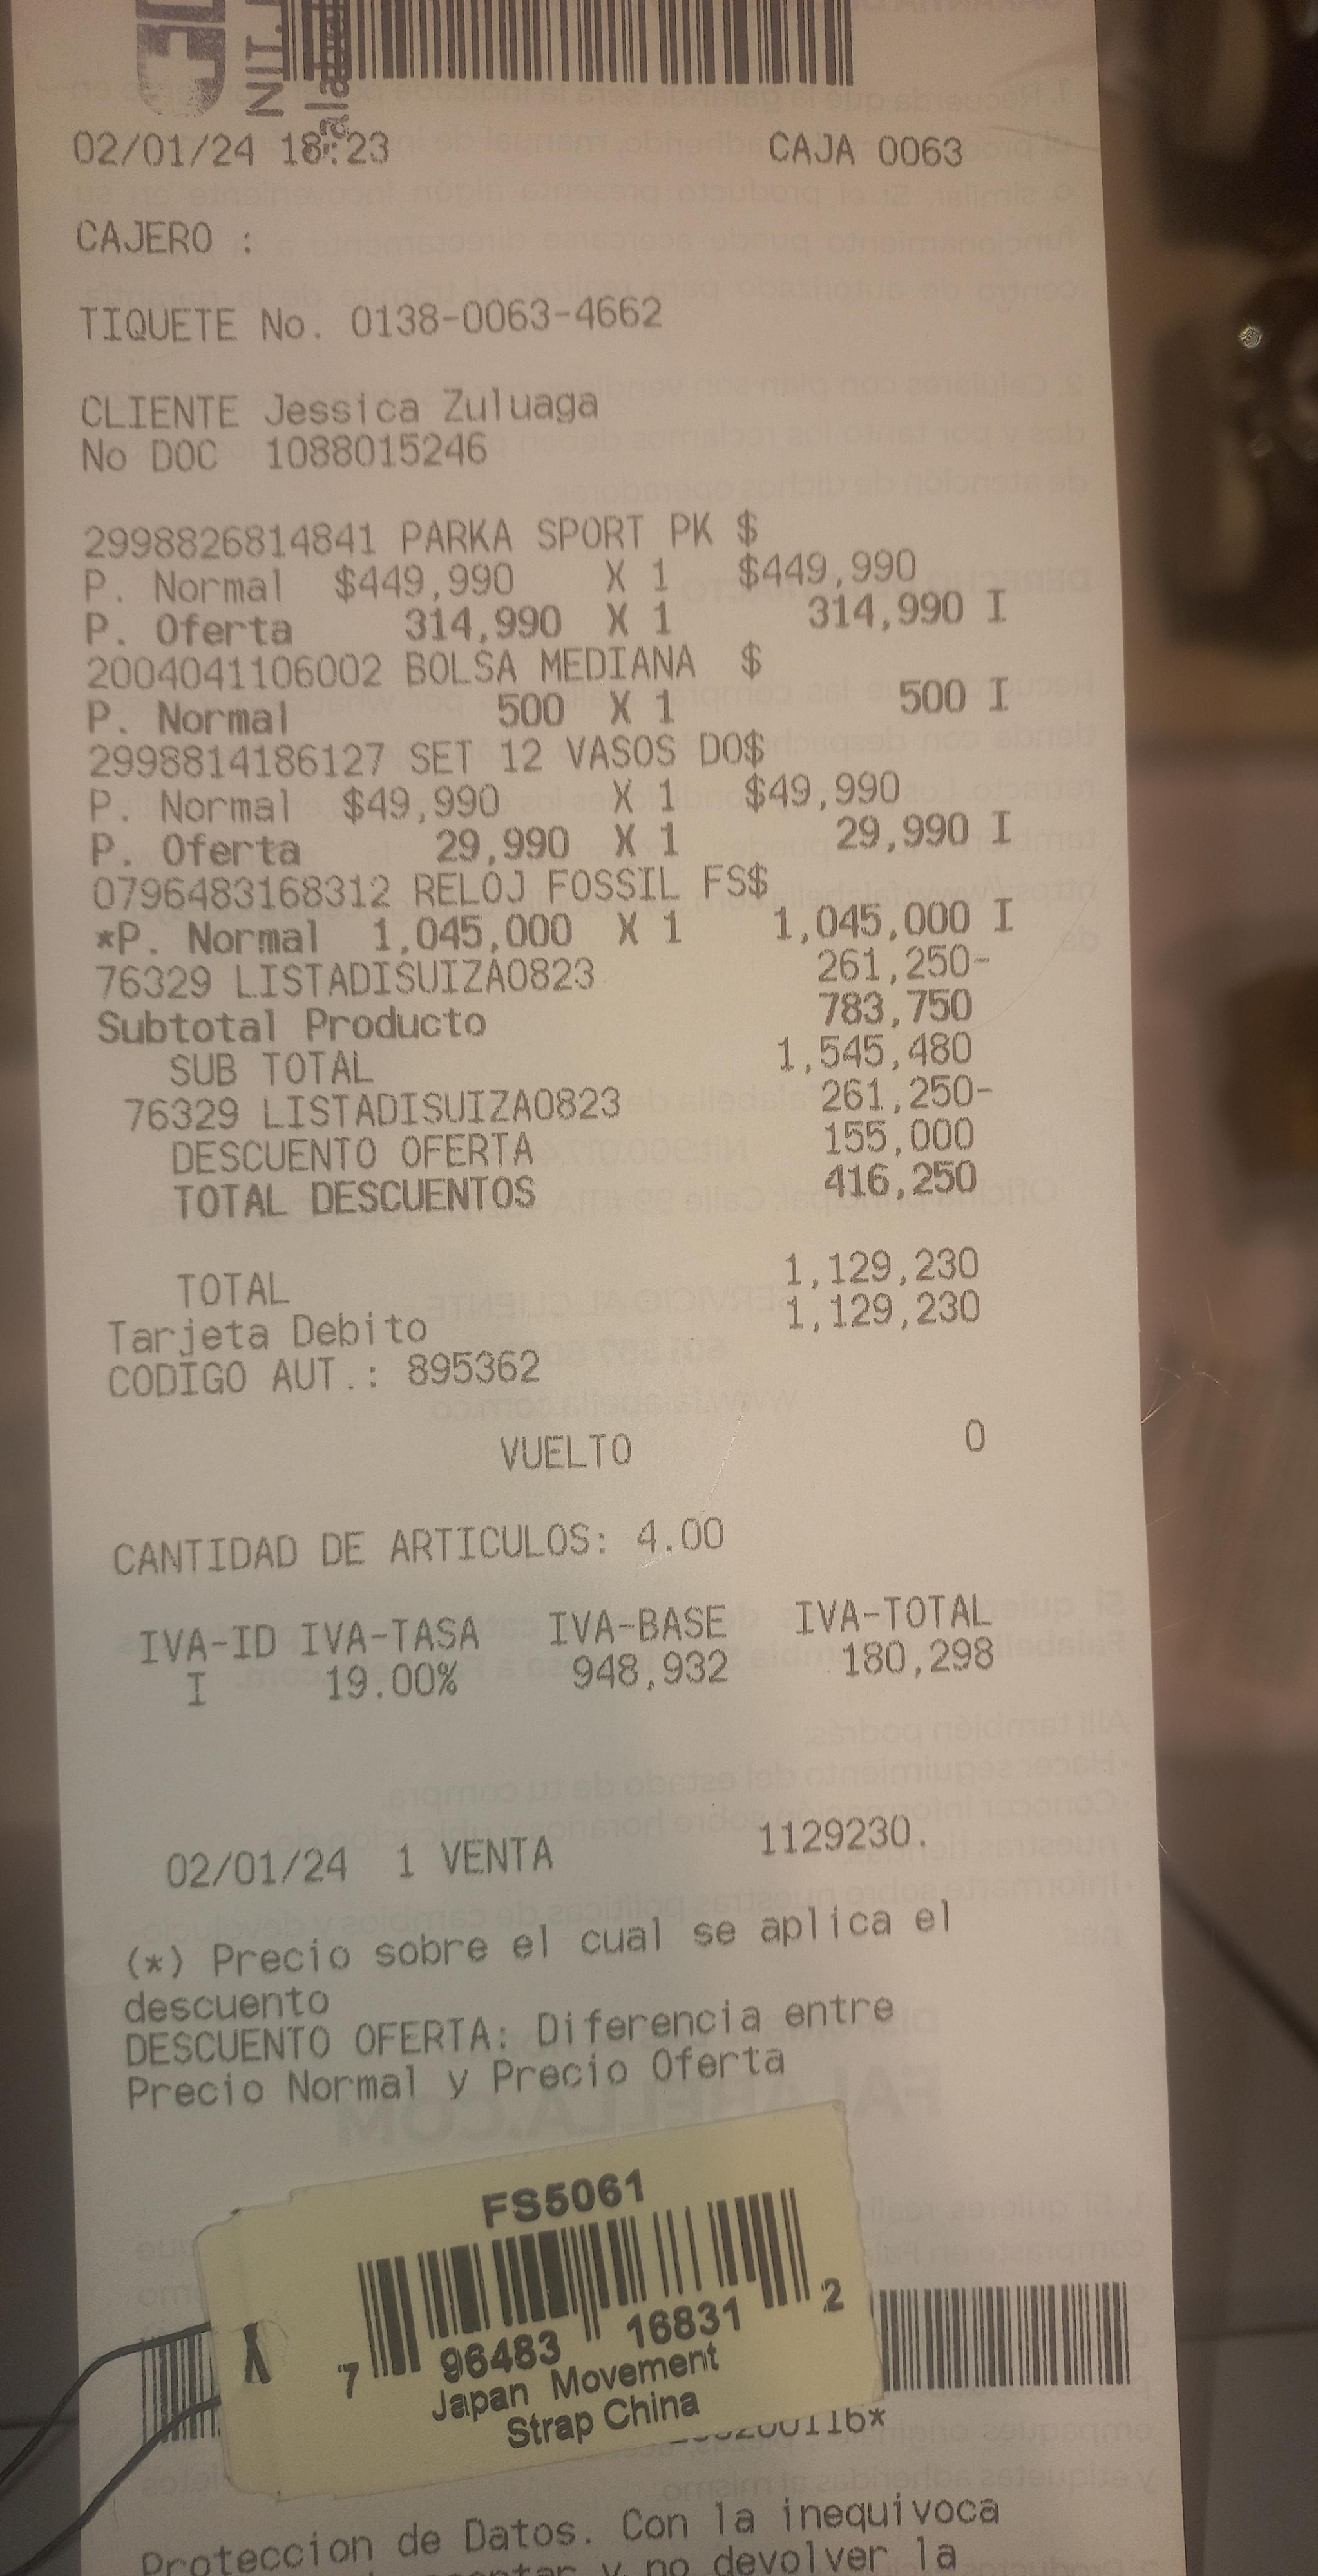 NIT.
02/01/24 18:23 CAJA 0063
CAJERO :
TIQUETE No. 0138-0063-4662
CLIENTE Jessica Zuluaga
No DOC 1088015246
2998826814841 PARKA SPORT PK $
P. Normal $449,990 X 1 $449,990
P. Oferta 314,990 X 1 314,990 I
2004041106002 BOLSA MEDIANA $
P. Normal 500 X 1 500 I
2998814186127 SET 12 VASOS DO$
P. Normal $49,990 X 1 $49,990
P. Oferta 29,990 X 1 29,990 I
0796483168312 RELOJ FOSSIL FS$
*P. Normal 1,045,000 X 1 1,045,000 I
76329 LISTADISUIZA0823 261,250-
Subtotal Producto 783,750
SUB TOTAL 1,545,480
76329 LISTADISUIZA0823 261,250-
DESCUENTO OFERTA 155,000
TOTAL DESCUENTOS 416,250
TOTAL 1,129,230
Tarjeta Debito 1,129,230
CODIGO AUT.: 895362
VUELTO 0
CANTIDAD DE ARTICULOS: 4.00
IVA-ID IVA-TASA IVA-BASE IVA-TOTAL
I 19.00% 948,932 180,298
02/01/24 1 VENTA 1129230.
(*) Precio sobre el cual se aplica el
descuento
DESCUENTO OFERTA: Diferencia entre
Precio Normal y Precio Oferta
FS5061
7 96483 16831 2
Japan Movement
Strap China
Proteccion de Datos. Con la inequivoca
y no devolver la